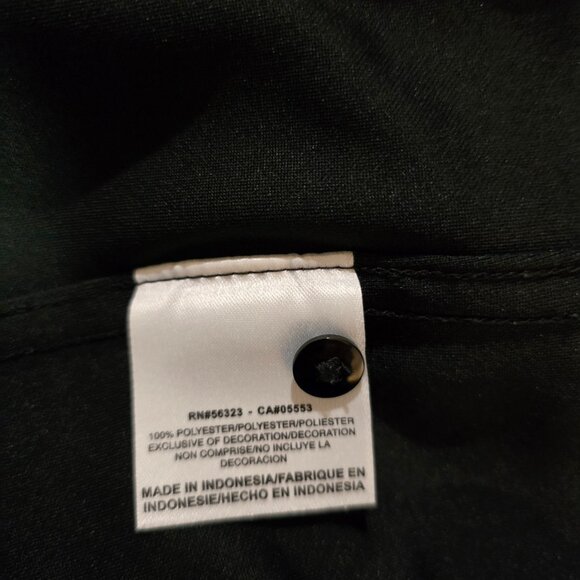 RN#56323 - CA#05553
100% POLYESTER/POLYESTER/POLIESTER
EXCLUSIVE OF DECORATION/DECORATION
NON COMPRISE/NO INCLUYE LA
DECORACION
MADE IN INDONESIA/FABRIQUE EN
INDONESIE/HECHO EN INDONESIA